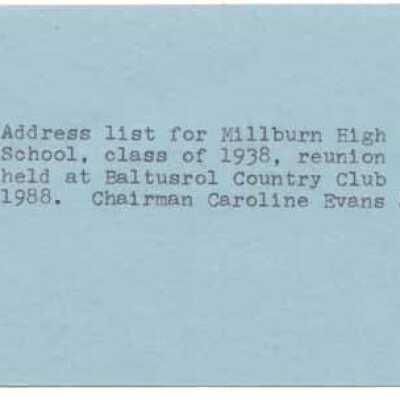 Address list for Millburn High
School, class of 1938, reunion
held at Baltusrol Country Club
1988. Chairman Caroline Evans